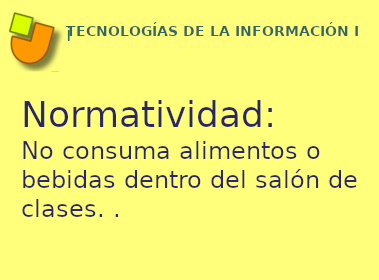 TECNOLOGÍAS DE LA INFORMACIÓN I
I
Normatividad:
No consuma alimentos o
bebidas dentro del salón de
clases. .